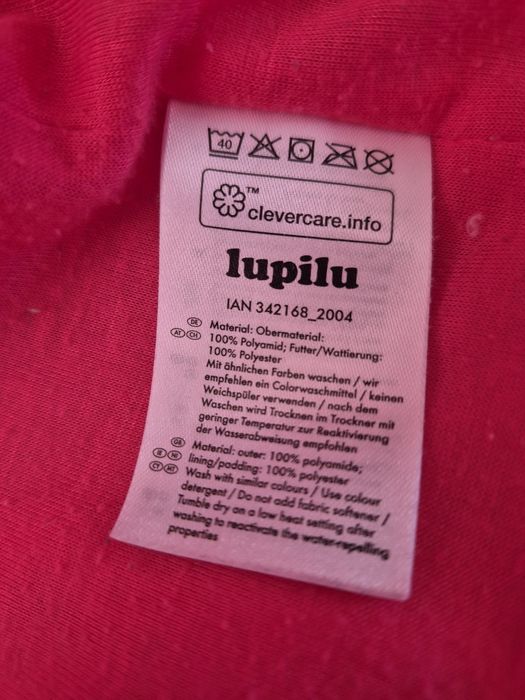 40
™
clevercare.info
lupilu
IAN 342168_2004
DE Material: Obermaterial:
AT CH 100% Polyamid; Futter/Wattierung:
100% Polyester
Mit ähnlichen Farben waschen / wir
empfehlen ein Colorwaschmittel / keinen
Weichspüler verwenden / nach dem
Waschen wird Trocknen im Trockner mit
geringer Temperatur zur Reaktivierung
der Wasserabweisung empfohlen
GB Material: outer: 100% polyamide;
IE NI lining/padding: 100% polyester
CY MT Wash with similar colours / Use colour
detergent / Do not add fabric softener /
Tumble dry on a low heat setting after
washing to reactivate the water-repelling
properties